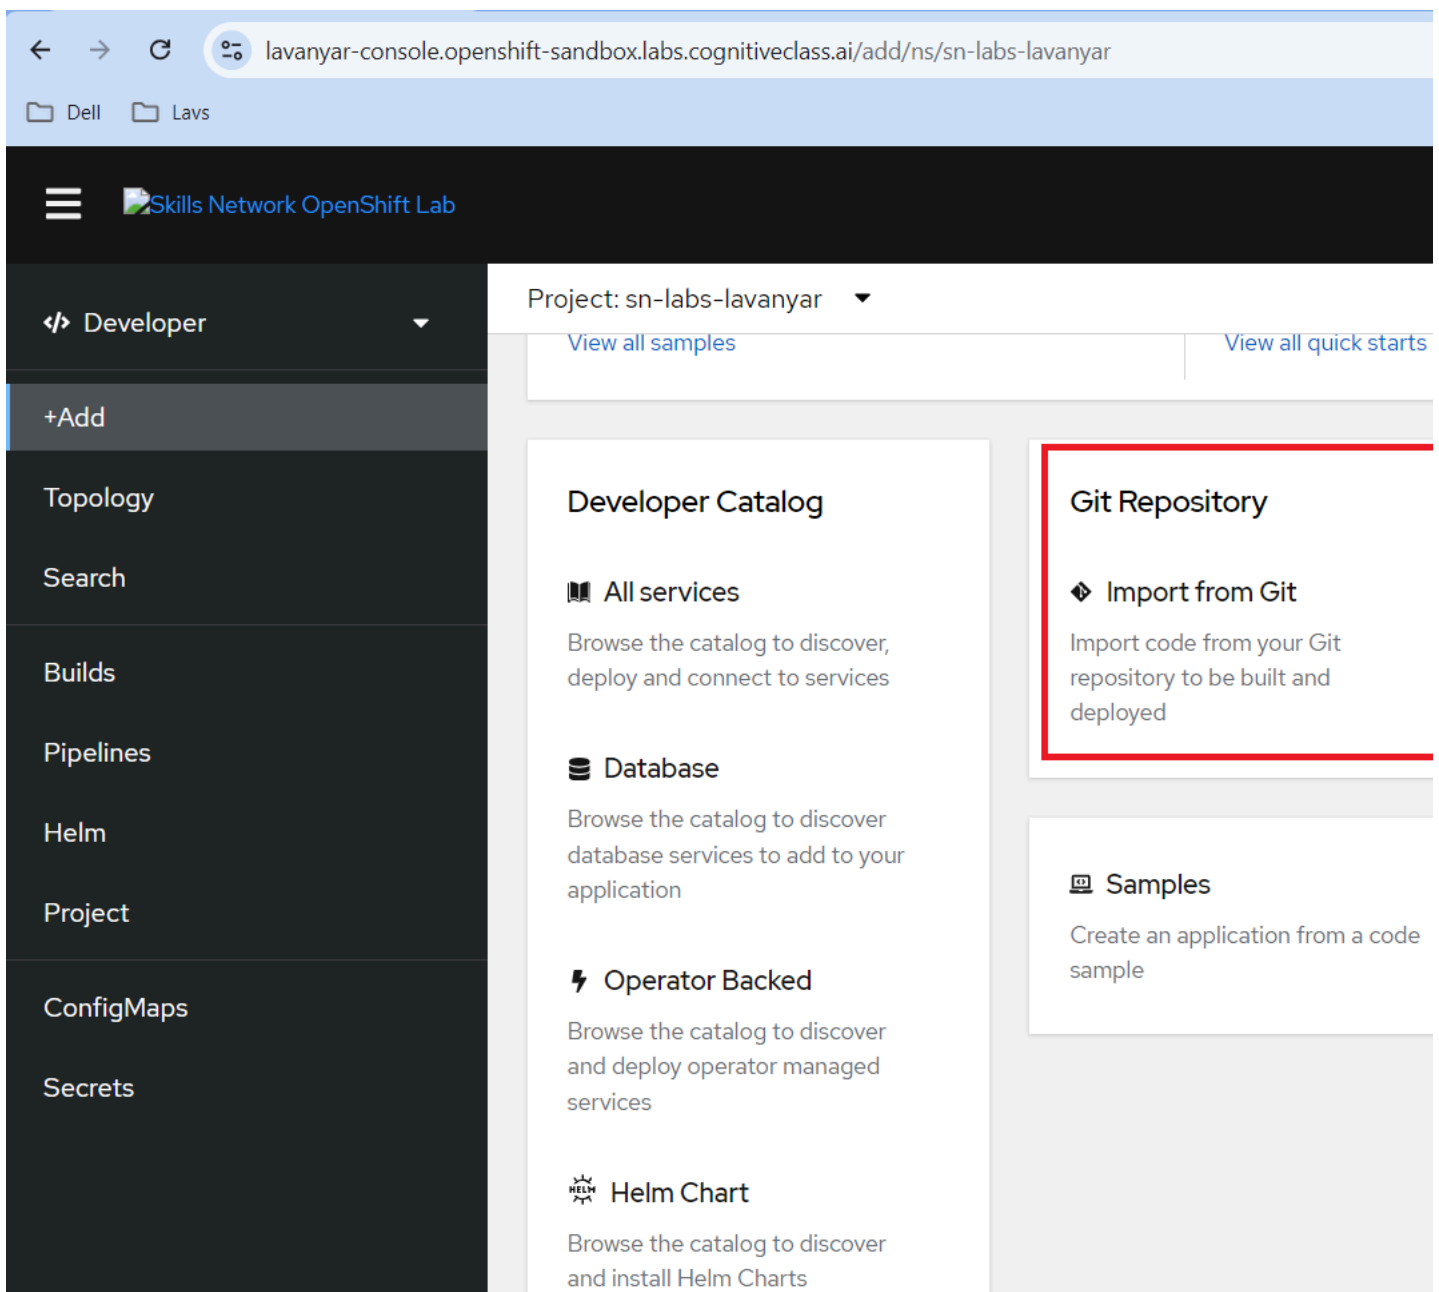 lavanyar-console.openshift-sandbox.labs.cognitiveclass.ai/add/ns/sn-labs-lavanyar
Dell Lavs
Skills Network OpenShift Lab
Developer
+Add
Topology
Search
Builds
Pipelines
Helm
Project
ConfigMaps
Secrets
Project: sn-labs-lavanyar
View all samples
View all quick starts
Developer Catalog
All services
Browse the catalog to discover,
deploy and connect to services
Database
Browse the catalog to discover
database services to add to your
application
Operator Backed
Browse the catalog to discover
and deploy operator managed
services
HELM Helm Chart
Browse the catalog to discover
and install Helm Charts
Git Repository
Import from Git
Import code from your Git
repository to be built and
deployed
Samples
Create an application from a code
sample